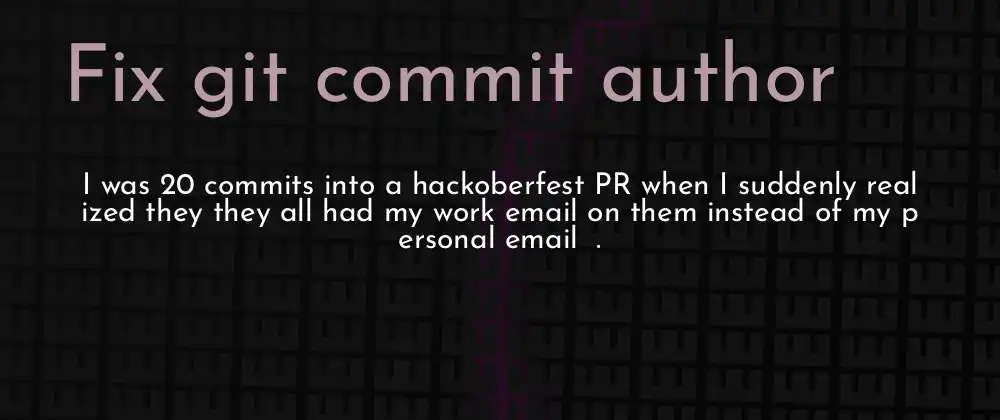 Fix git commit author
I was 20 commits into a hackoberfest PR when I suddenly real
ized they they all had my work email on them instead of my p
ersonal email .